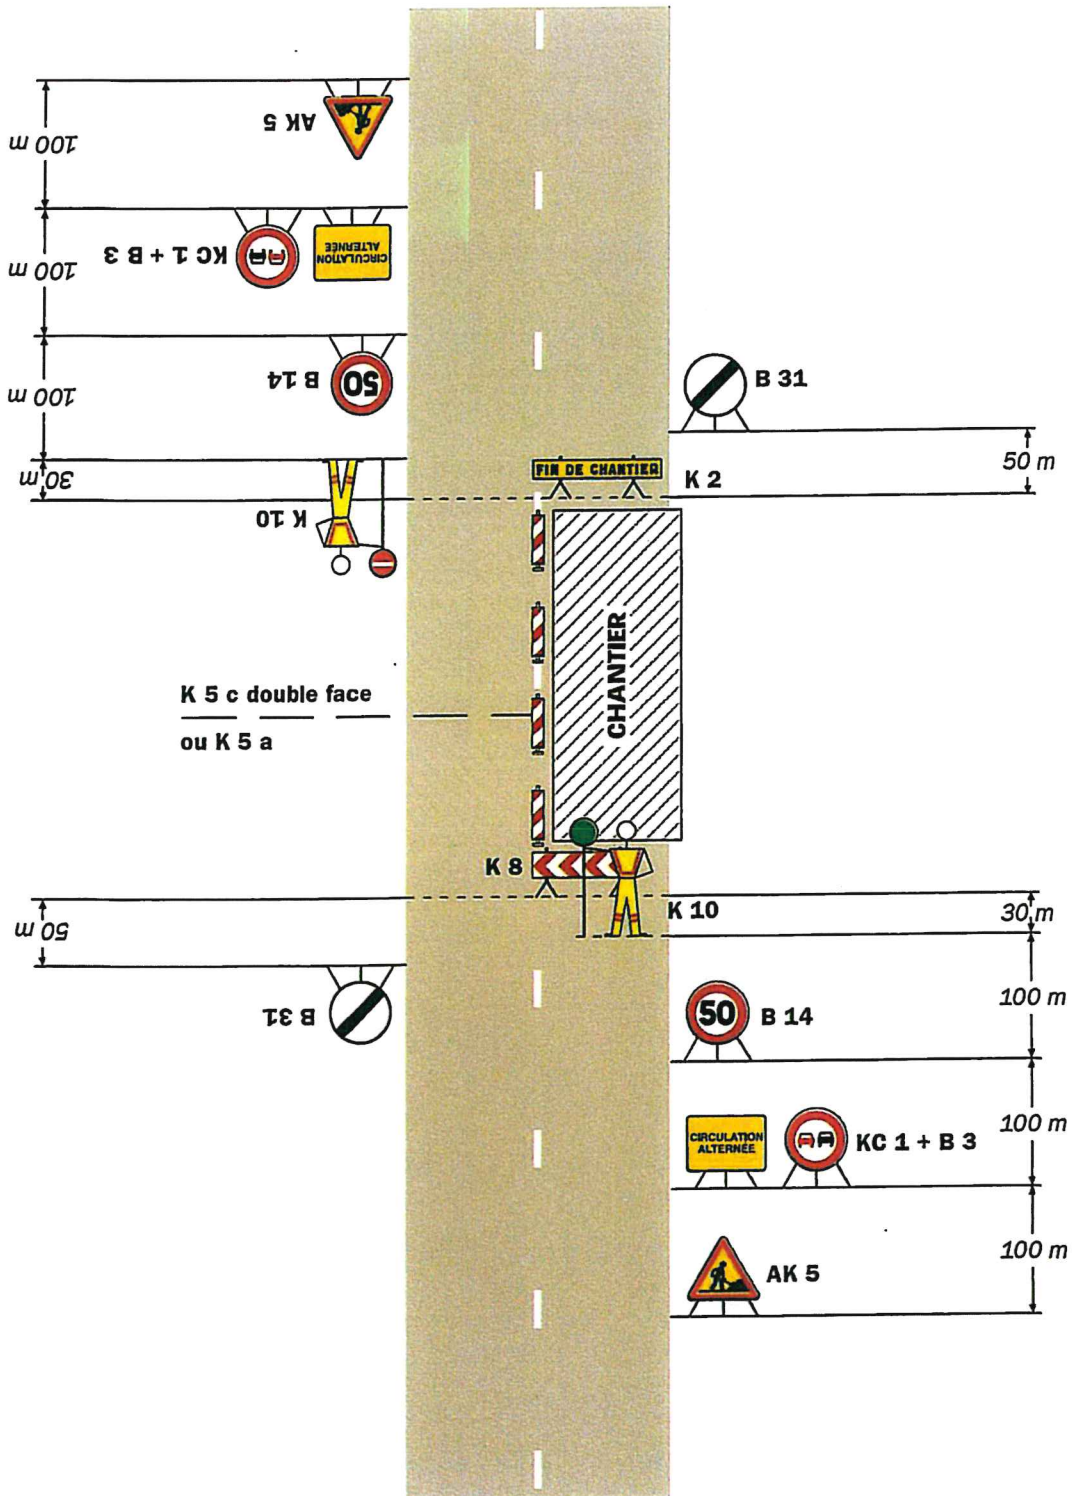 AK 5
100 m
KC 1 + B 3
CIRCULATION
ALTERNÉE
100 m
B 14
50
100 m
30 m
K 10
B 31
50 m
FIN DE CHANTIER
K 2
CHANTIER
K 5 c double face
ou K 5 a
K 8
K 10
30 m
50 m
B 31
50
B 14
100 m
CIRCULATION
ALTERNÉE
KC 1 + B 3
100 m
AK 5
100 m